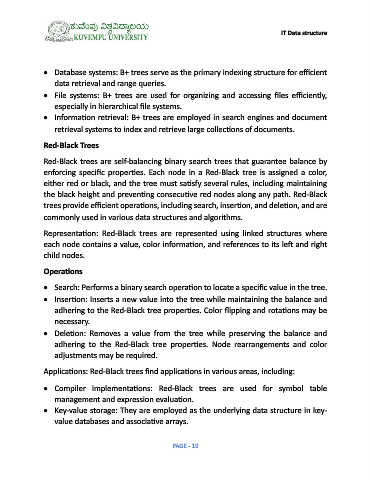 ಕುವೆಂಪು ವಿಶ್ವವಿದ್ಯಾಲಯ
KUVEMPU UNIVERSITY
IT Data structure
• Database systems: B+ trees serve as the primary indexing structure for efficient
data retrieval and range queries.
• File systems: B+ trees are used for organizing and accessing files efficiently,
especially in hierarchical file systems.
• Information retrieval: B+ trees are employed in search engines and document
retrieval systems to index and retrieve large collections of documents.
Red-Black Trees
Red-Black trees are self-balancing binary search trees that guarantee balance by
enforcing specific properties. Each node in a Red-Black tree is assigned a color,
either red or black, and the tree must satisfy several rules, including maintaining
the black height and preventing consecutive red nodes along any path. Red-Black
trees provide efficient operations, including search, insertion, and deletion, and are
commonly used in various data structures and algorithms.
Representation: Red-Black trees are represented using linked structures where
each node contains a value, color information, and references to its left and right
child nodes.
Operations
• Search: Performs a binary search operation to locate a specific value in the tree.
• Insertion: Inserts a new value into the tree while maintaining the balance and
adhering to the Red-Black tree properties. Color flipping and rotations may be
necessary.
• Deletion: Removes a value from the tree while preserving the balance and
adhering to the Red-Black tree properties. Node rearrangements and color
adjustments may be required.
Applications: Red-Black trees find applications in various areas, including:
• Compiler implementations: Red-Black trees are used for symbol table
management and expression evaluation.
• Key-value storage: They are employed as the underlying data structure in key-
value databases and associative arrays.
PAGE - 10